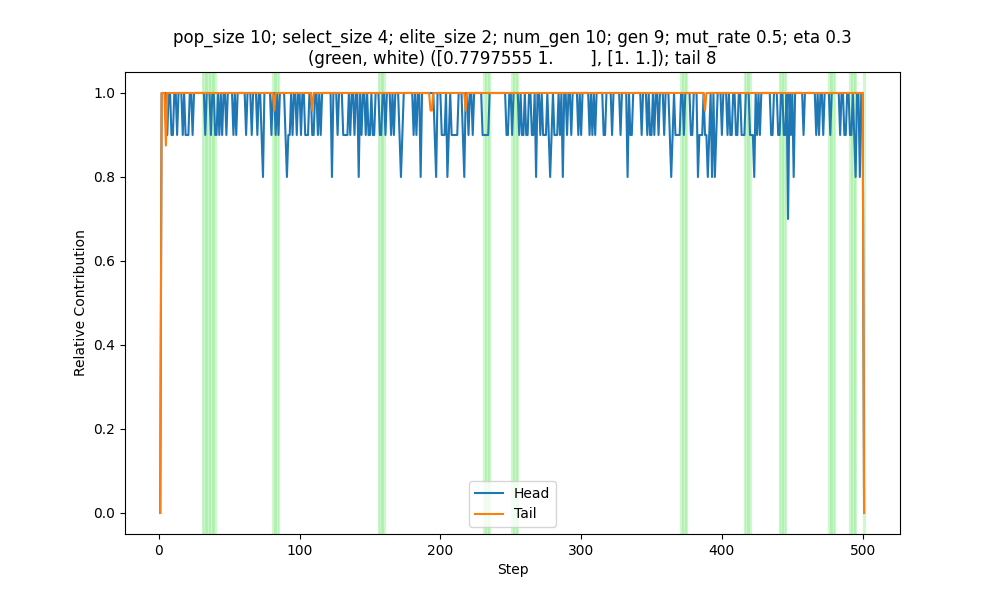 pop_size 10; select_size 4; elite_size 2; num_gen 10; gen 9; mut_rate 0.5; eta 0.3
(green, white) ([0.7797555 1.        ], [1. 1.]); tail 8
1.0
0.8
0.6
0.4
0.2
0.0
Relative Contribution
Head
Tail
0 100 200 300 400 500
Step